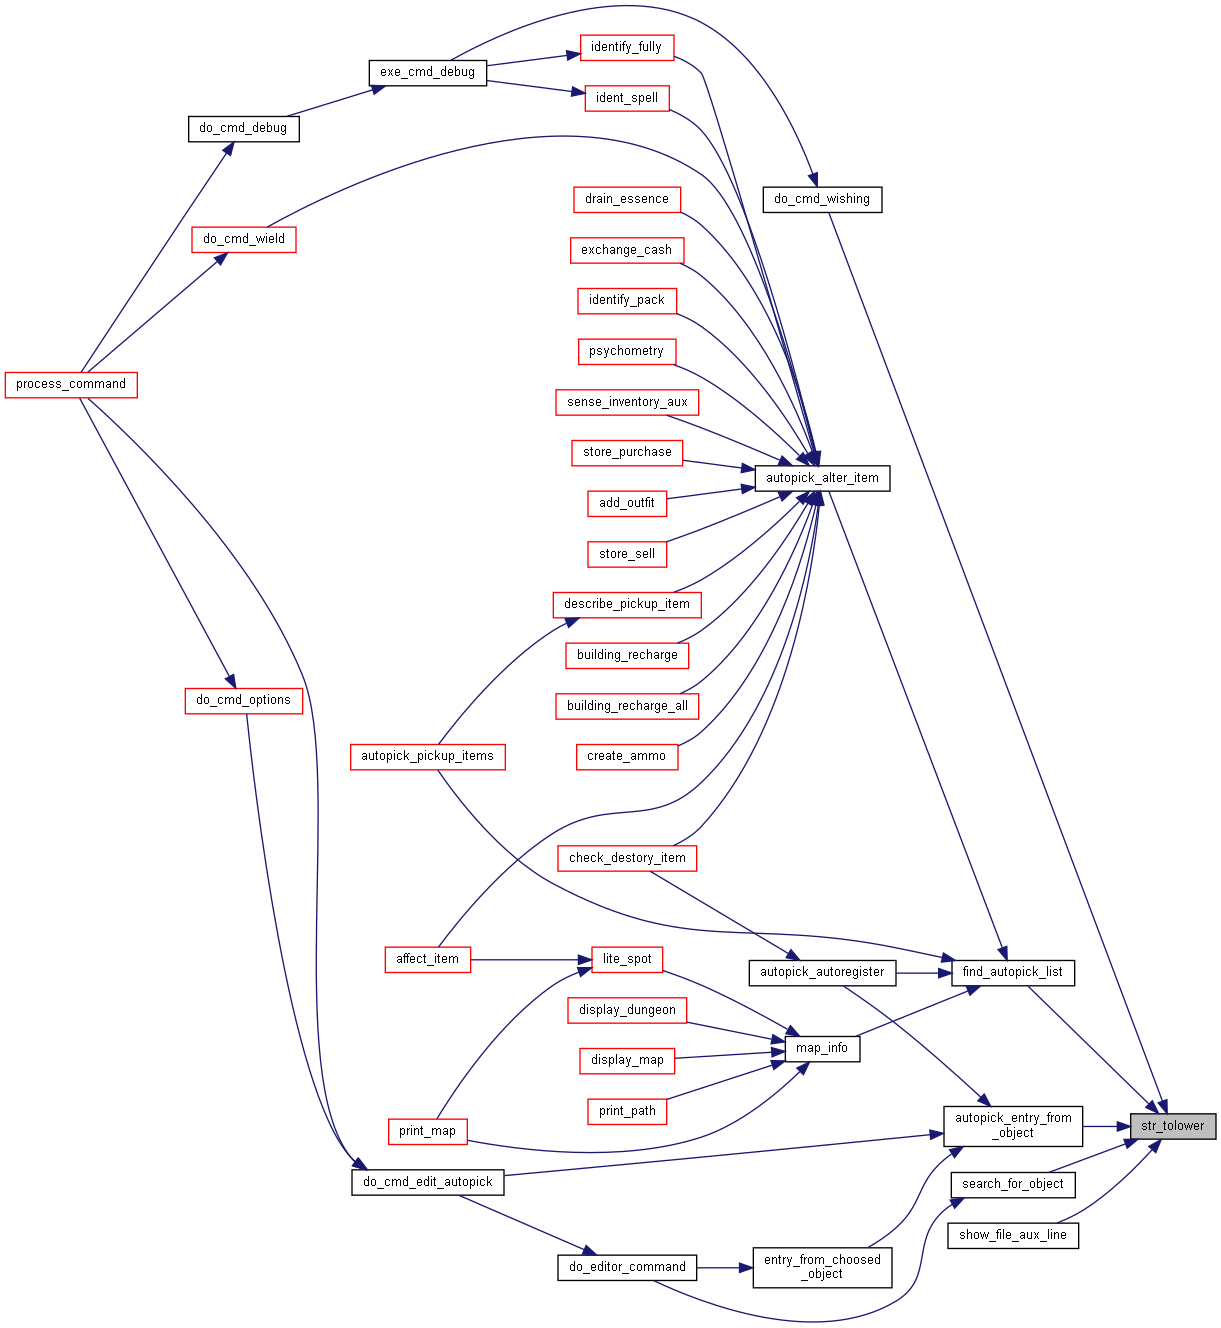 identify_fully
exe_cmd_debug
ident_spell
do_cmd_debug
do_cmd_wishing
drain_essence
do_cmd_wield
exchange_cash
identify_pack
psychometry
process_command
sense_inventory_aux
store_purchase
autopick_alter_item
add_outfit
store_sell
describe_pickup_item
building_recharge
do_cmd_options
building_recharge_all
autopick_pickup_items
create_ammo
check_destory_item
affect_item
lite_spot
autopick_autoregister
find_autopick_list
display_dungeon
map_info
display_map
print_path
autopick_entry_from
_object
str_tolower
print_map
do_cmd_edit_autopick
search_for_object
show_file_aux_line
do_editor_command
entry_from_choosed
_object